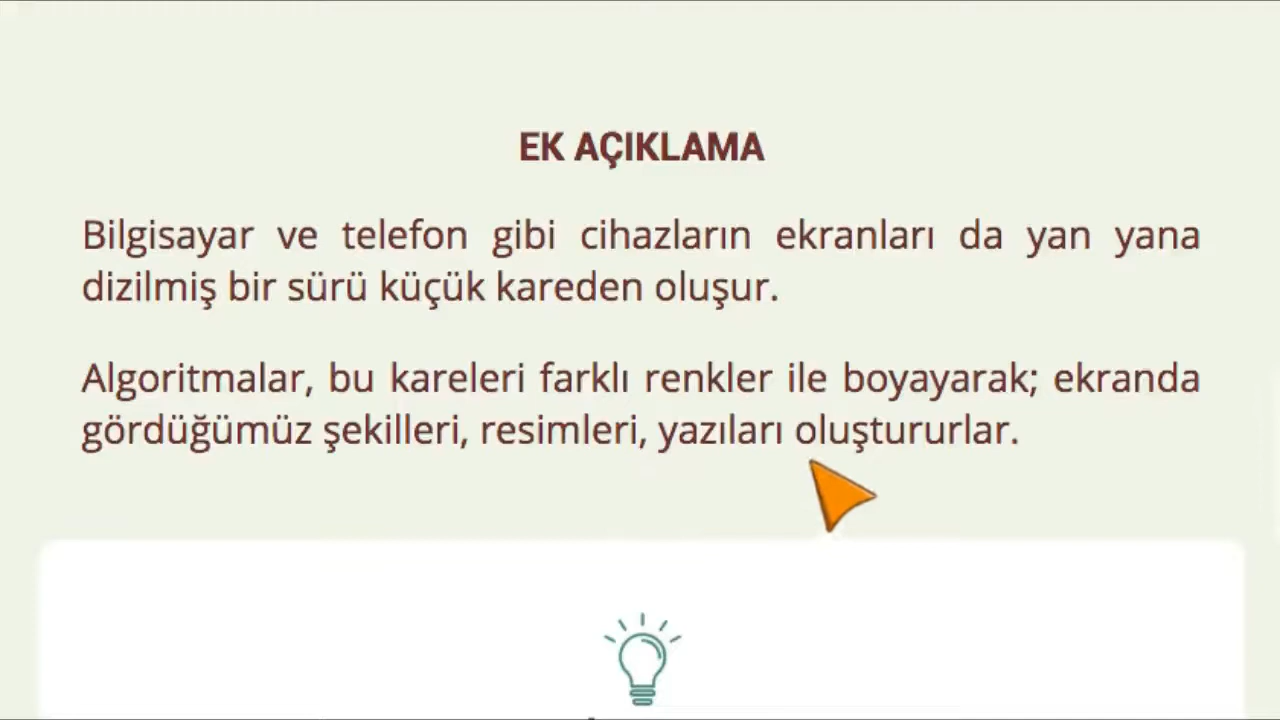 EK AÇIKLAMA
Bilgisayar ve telefon gibi cihazların ekranları da yan yana
dizilmiş bir sürü küçük kareden oluşur.
Algoritmalar, bu kareleri farklı renkler ile boyayarak; ekranda
gördüğümüz şekilleri, resimleri, yazıları oluştururlar.